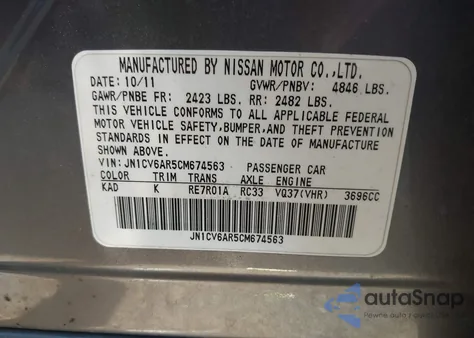 MANUFACTURED BY NISSAN MOTOR CO.,LTD.
DATE: 10/11 GVWR/PNBV: 4846 LBS.
GAWR/PNBE FR: 2423 LBS. RR: 2482 LBS.
THIS VEHICLE CONFORMS TO ALL APPLICABLE FEDERAL
MOTOR VEHICLE SAFETY, BUMPER, AND THEFT PREVENTION
STANDARDS IN EFFECT ON THE DATE OF MANUFACTURE
SHOWN ABOVE.
VIN: JN1CV6AR5CM674563 PASSENGER CAR
COLOR TRIM TRANS AXLE ENGINE
KAD K RE7R01A RC33 VQ37(VHR) 3696CC
JN1CV6AR5CM674563
autoSnap
Pewne auto prosto z